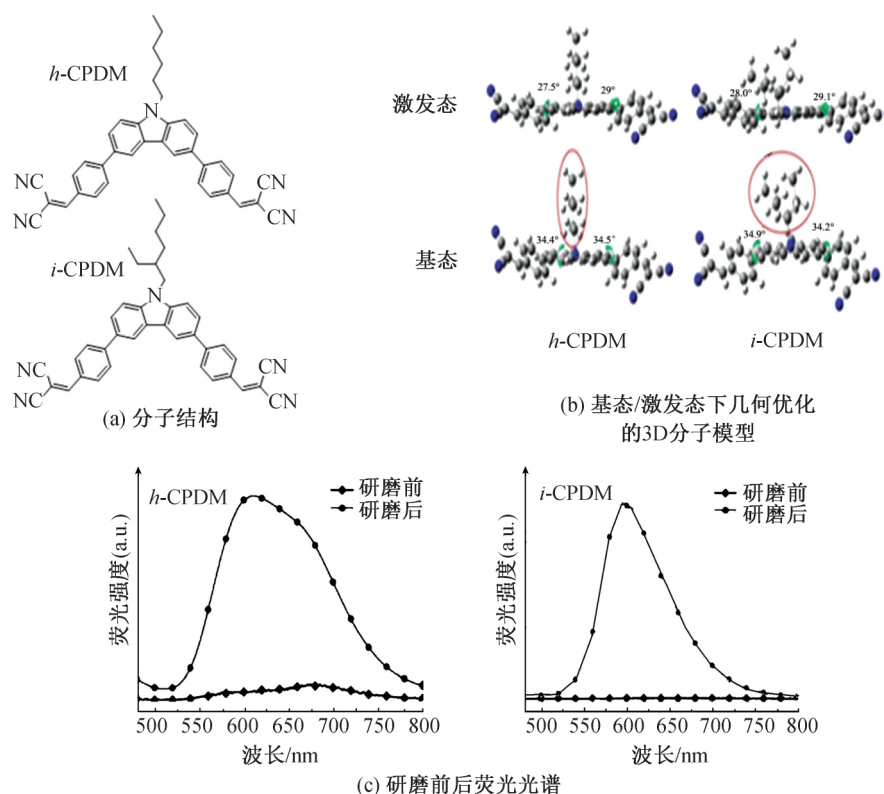 h-CPDM
N
NC
NC
CN
CN
i-CPDM
N
NC
NC
CN
CN
(a) 分子结构
激发态
27.5°
29°
28.0°
29.1°
基态
34.4°
34.5°
34.9°
34.2°
h-CPDM
i-CPDM
(b) 基态/激发态下几何优化
的3D分子模型
荧光强度(a.u.)
h-CPDM
研磨前
研磨后
500 550 600 650 700 750 800
波长/nm
荧光强度(a.u.)
i-CPDM
研磨前
研磨后
500 550 600 650 700 750 800
波长/nm
(c) 研磨前后荧光光谱